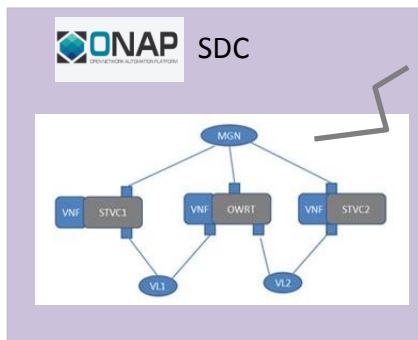 ONAP SDC
OPEN NETWORK AUTOMATION PLATFORM
MGN
VNF STVC1 VNF OWRT VNF STVC2
VL1 VL2